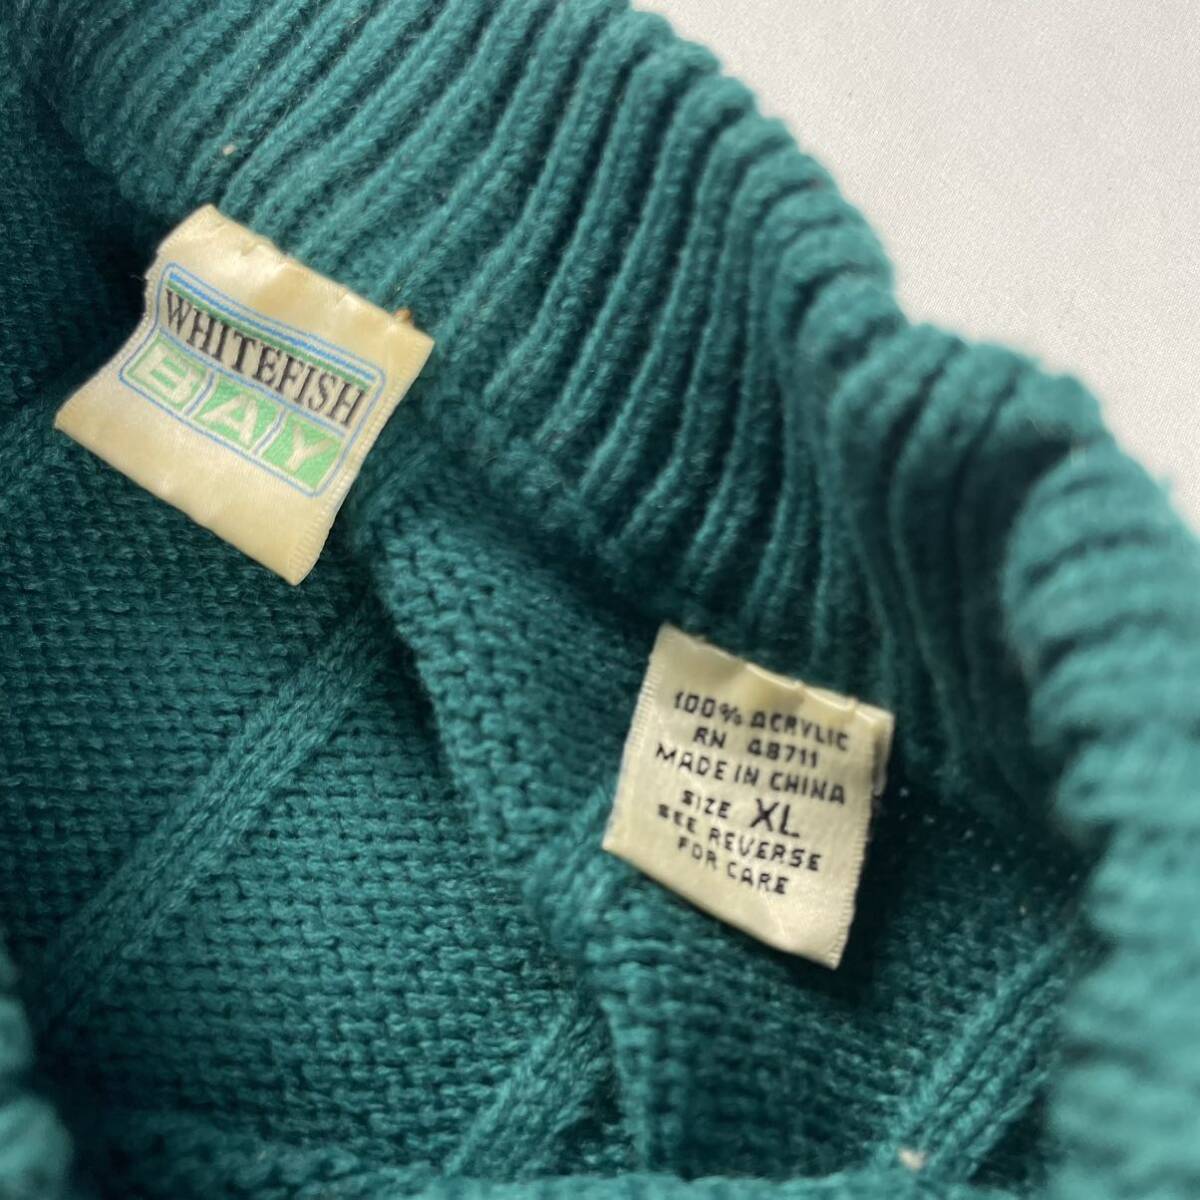 WHITEFISH
BAY
100% ACRYLIC
RN 48711
MADE IN CHINA
SIZE XL
SEE REVERSE
FOR CARE